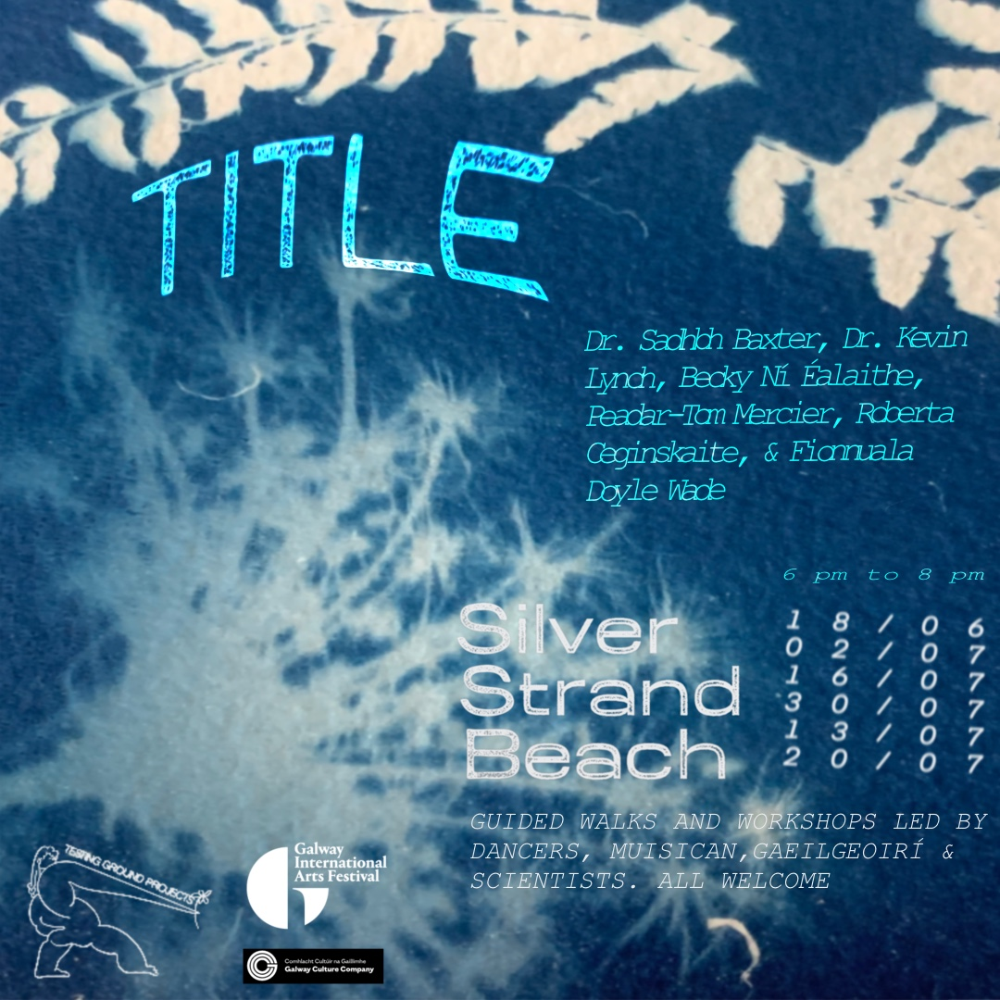 TITLE
Dr. Sadhbh Baxter, Dr. Kevin
Lynch, Becky Ní Éalaithe,
Peadar-Tom Mercier, Roberta
Ceginskaite, & Fionnuala
Doyle Wade
6 pm to 8 pm
Silver
Strand
Beach
18/06
02/07
16/07
30/07
13/07
20/07
GUIDED WALKS AND WORKSHOPS LED BY
DANCERS, MUISICAN,GAEILGEOIRÍ &
SCIENTISTS. ALL WELCOME
TESTING GROUND PROJECTS
Galway
International
Arts Festival
Comhlacht Cultúir na Gaillimhe
Galway Culture Company